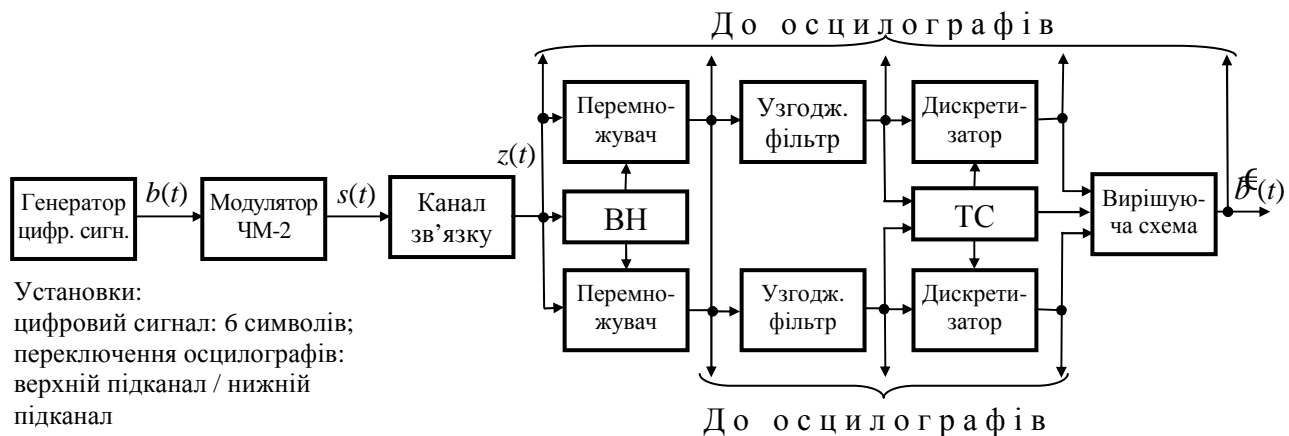 До осцилографів
Перемно-
жувач
Узгодж.
фільтр
Дискрети-
затор
z(t)
Генератор
цифр. сигн.
b(t)
Модулятор
ЧМ-2
s(t)
Канал
зв’язку
ВН
ТС
Вирішую-
ча схема
b(t)
Перемно-
жувач
Узгодж.
фільтр
Дискрети-
затор
Установки:
цифровий сигнал: 6 символів;
переключення осцилографів:
верхній підканал / нижній
підканал
До осцилографів